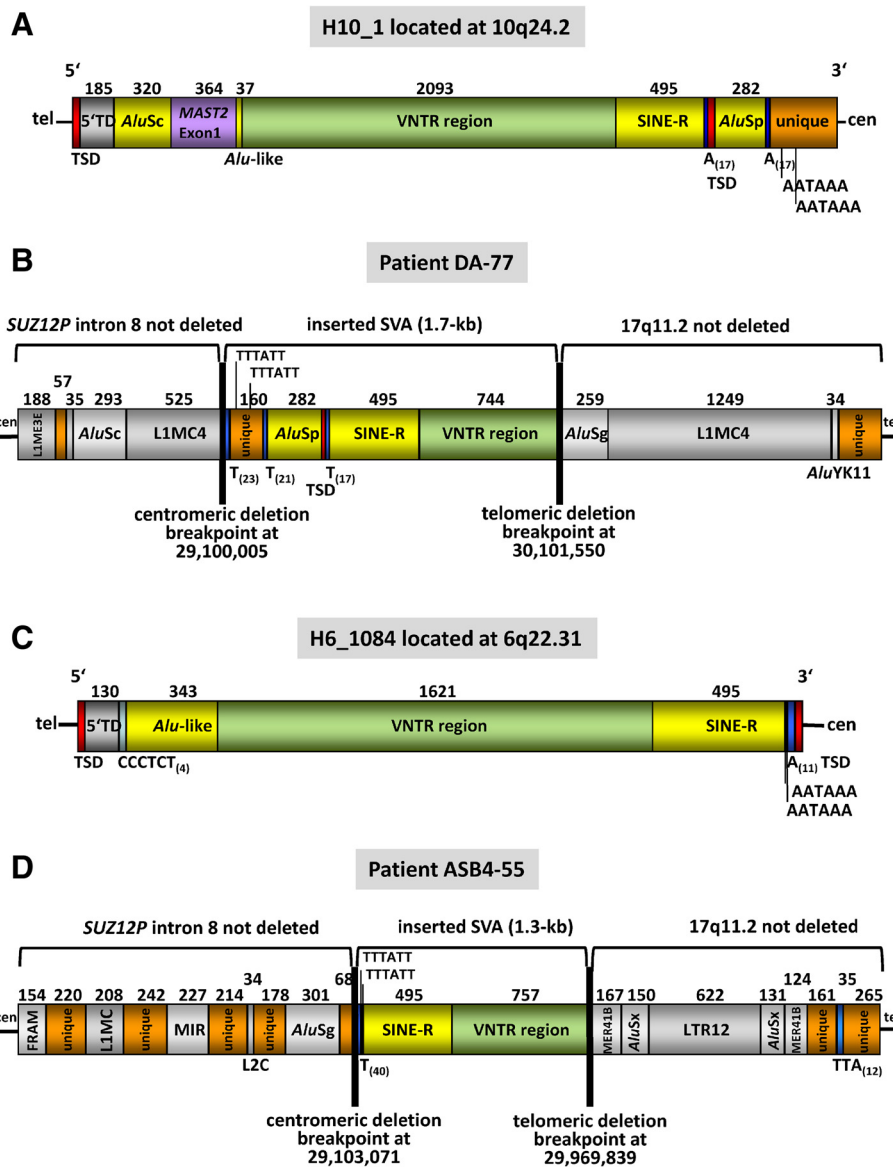 A
H10_1 located at 10q24.2
5‘ 185 320 364 37 2093 495 282 3‘
tel 5‘TD AluSc MAST2 Exon1 VNTR region SINE-R AluSp unique cen
TSD Alu-like A(17) A(17)
TSD AATAAA
AATAAA
B
Patient DA-77
SUZ12P intron 8 not deleted inserted SVA (1.7-kb) 17q11.2 not deleted
TTTATT
TTTATT
57
188 35 293 525 160 282 495 744 259 1249 34
cen L1ME3E AluSc L1MC4 unique AluSp SINE-R VNTR region AluSg L1MC4 unique te
T(23) T(21) T(17) AluYK11
TSD
centromeric deletion breakpoint at 29,100,005
telomeric deletion breakpoint at 30,101,550
C
H6_1084 located at 6q22.31
5‘ 3‘
130 343 1621 495
tel 5‘TD Alu-like VNTR region SINE-R cen
TSD CCCTCT(4) A(11) TSD
AATAAA
AATAAA
D
Patient ASB4-55
SUZ12P intron 8 not deleted inserted SVA (1.3-kb) 17q11.2 not deleted
TTTATT
34 68 TTTATT 124 35
154 220 208 242 227 214 178 301 495 757 167 150 622 131 161 265
cen FRAM unique L1MC unique MIR unique unique AluSg SINE-R VNTR region MER41B AluSx LTR12 AluSx MER41B unique unique te
L2C T(40) TTA(12)
centromeric deletion breakpoint at 29,103,071
telomeric deletion breakpoint at 29,969,839